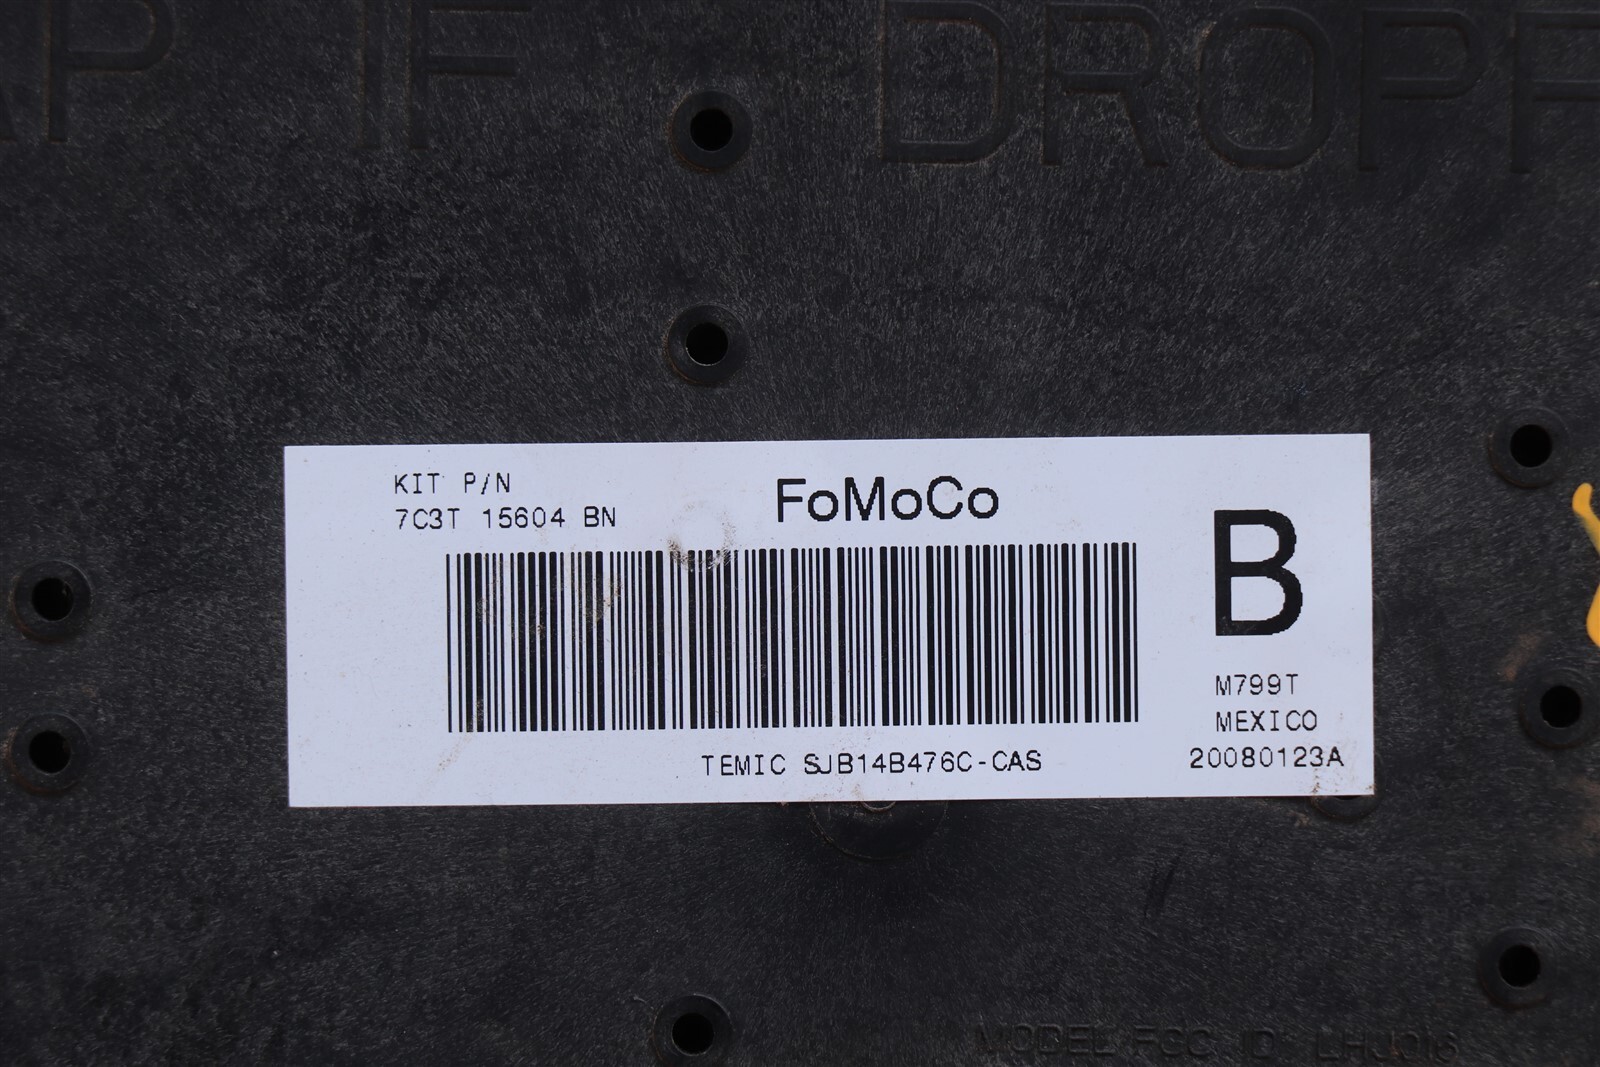 IF DROPP
KIT P/N
7C3T 15604 BN
FoMoCo
B
M799T
MEXICO
TEMIC SJB14B476C-CAS
20080123A
MODEL FCC ID